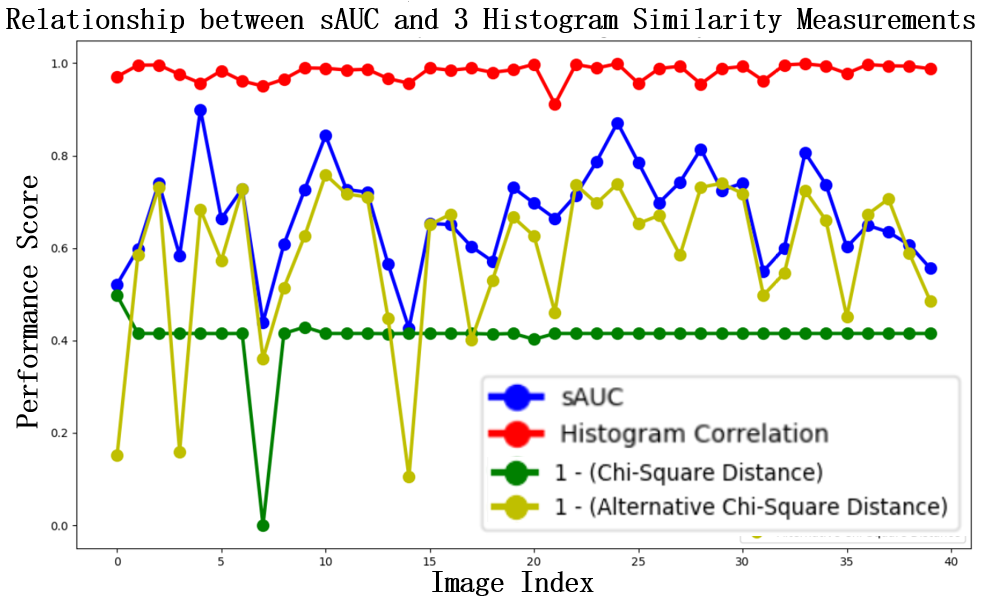 Relationship between sAUC and 3 Histogram Similarity Measurements
1.0
0.8
0.6
0.4
0.2
0.0
Performance Score
sAUC
Histogram Correlation
1 - (Chi-Square Distance)
1 - (Alternative Chi-Square Distance)
0 5 10 15 20 25 30 35 40
Image Index